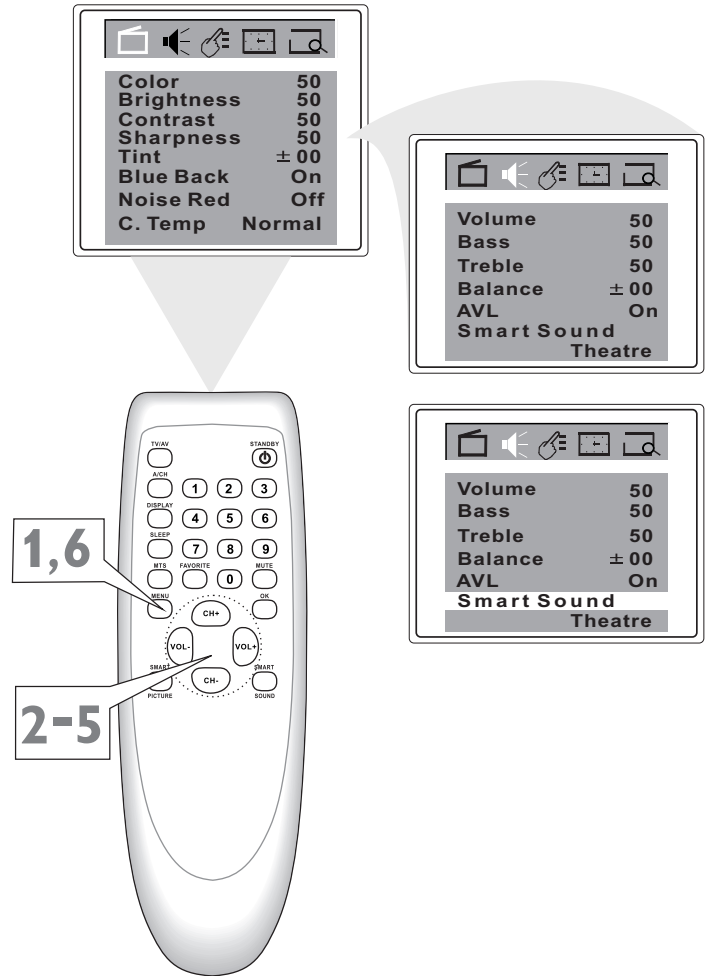 Color 50
Brightness 50
Contrast 50
Sharpness 50
Tint ± 00
Blue Back On
Noise Red Off
C. Temp Normal
Volume 50
Bass 50
Treble 50
Balance ± 00
AVL On
Smart Sound
Theatre
Volume 50
Bass 50
Treble 50
Balance ± 00
AVL On
Smart Sound
Theatre
TV/AV STANDBY
A/CH
1 2 3
DISPLAY
4 5 6
SLEEP
7 8 9
MTS FAVORITE MUTE
0
MENU OK
CH+
VOL- VOL+
SMART SMART
CH-
PICTURE SOUND
1,6
2-5